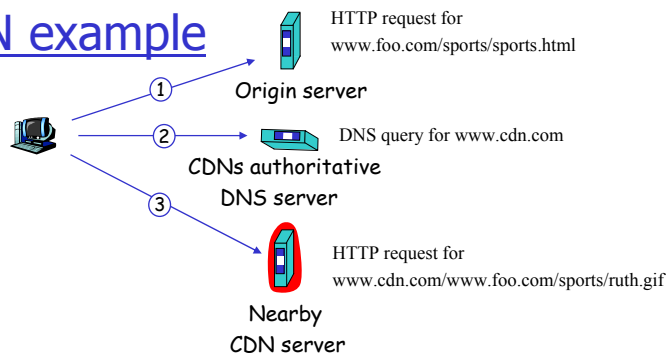 N example
HTTP request for
www.foo.com/sports/sports.html
1
Origin server
2
DNS query for www.cdn.com
CDNs authoritative
DNS server
3
HTTP request for
www.cdn.com/www.foo.com/sports/ruth.gif
Nearby
CDN server